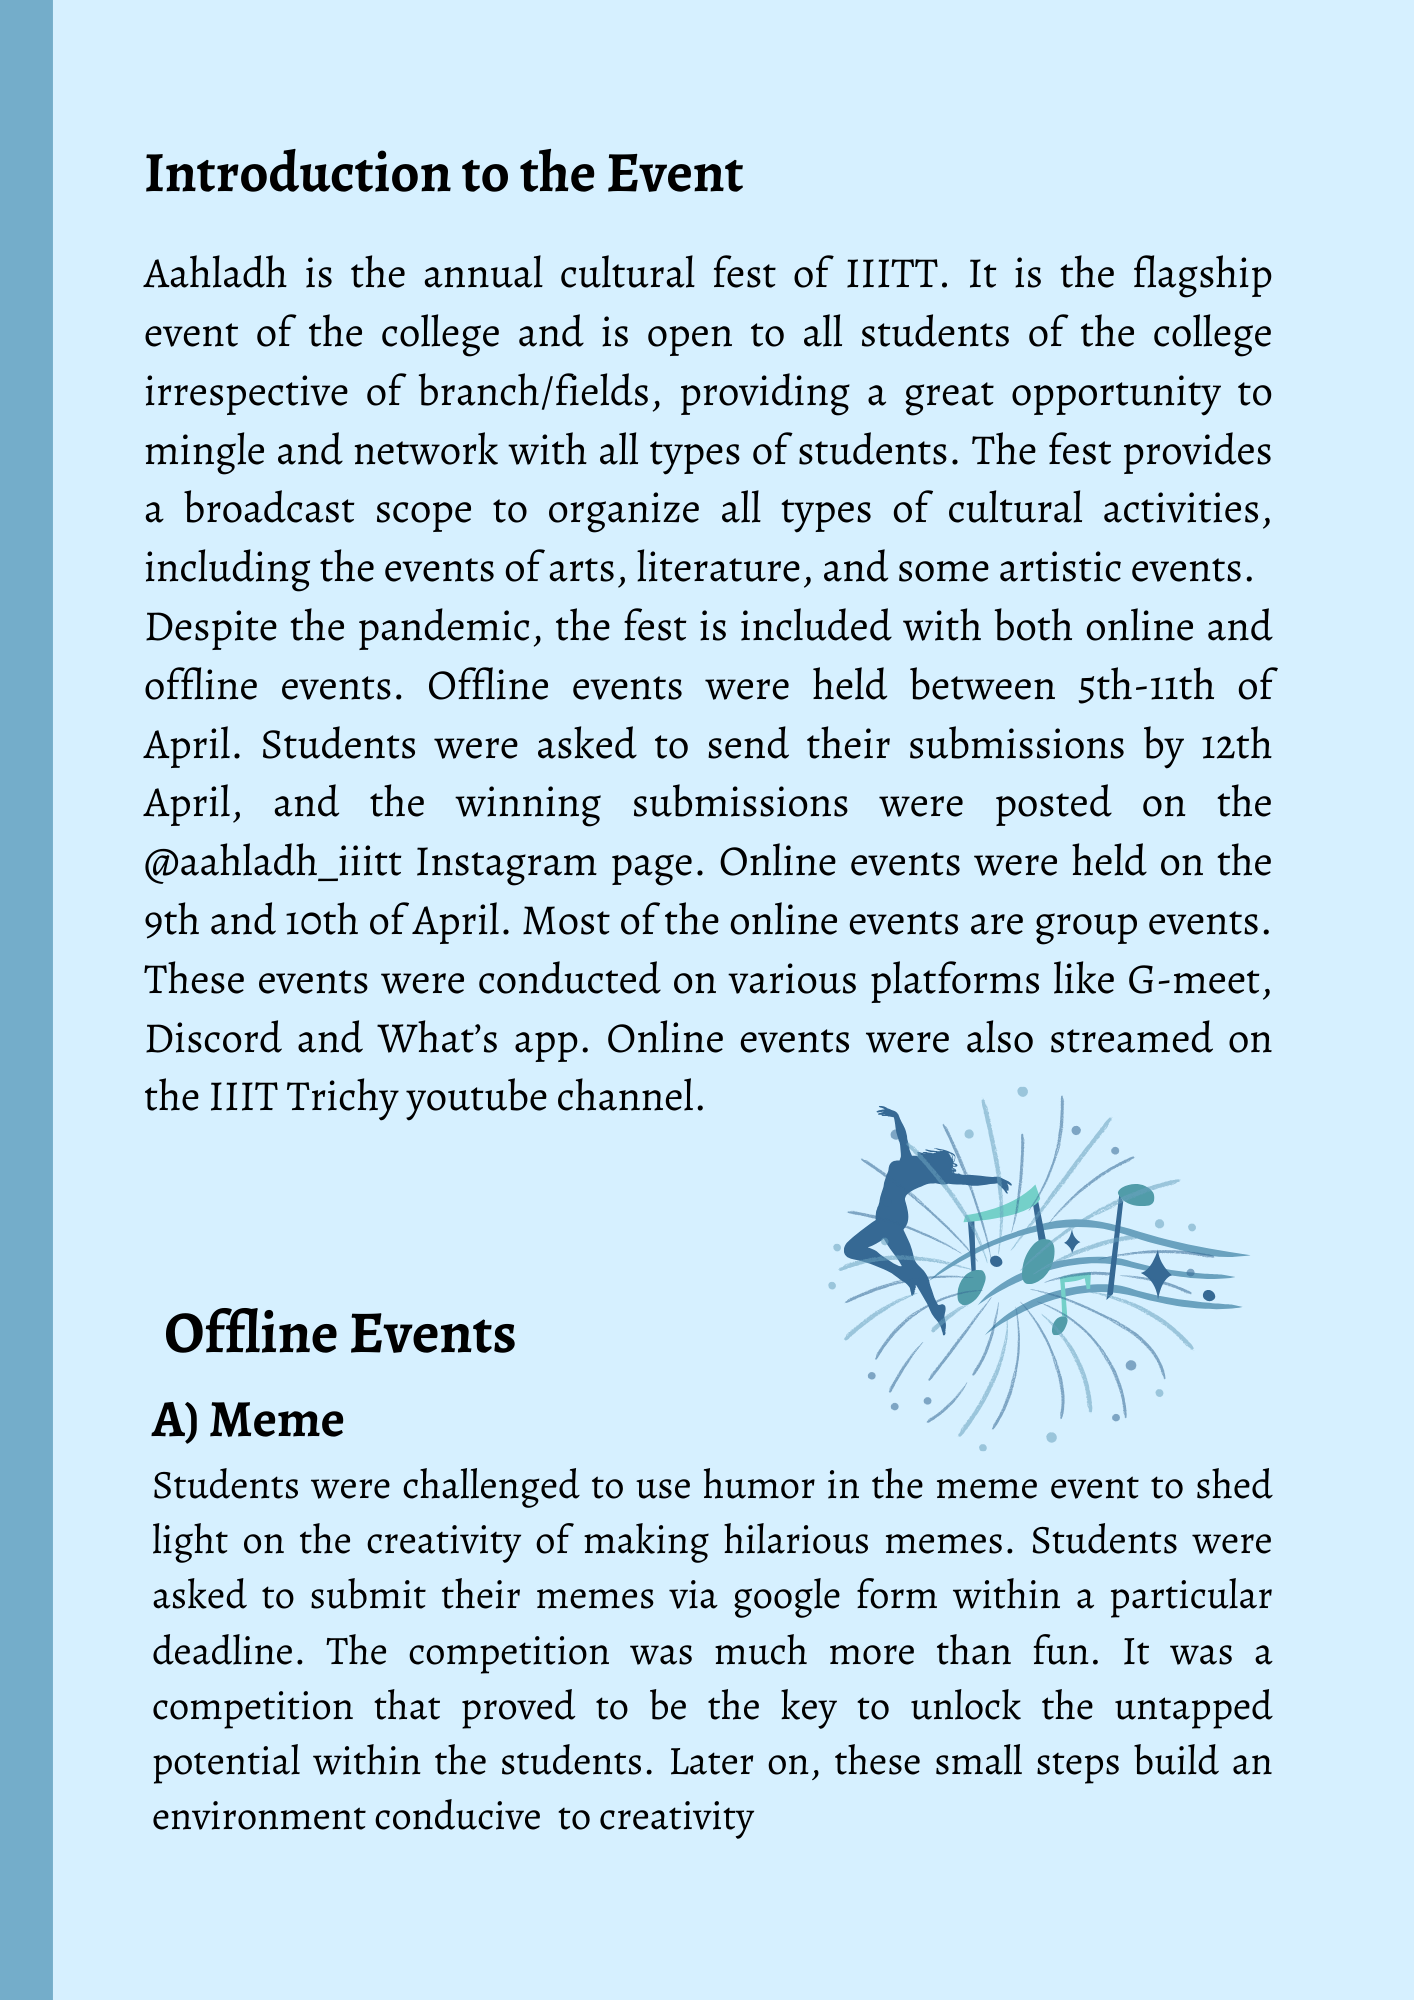 Introduction to the Event
Aahladh is the annual cultural fest of IIITT. It is the flagship
event of the college and is open to all students of the college
irrespective of branch/fields, providing a great opportunity to
mingle and network with all types of students. The fest provides
a broadcast scope to organize all types of cultural activities,
including the events of arts, literature, and some artistic events.
Despite the pandemic, the fest is included with both online and
offline events. Offline events were held between 5th-11th of
April. Students were asked to send their submissions by 12th
April, and the winning submissions were posted on the
@aahladh_iiitt Instagram page. Online events were held on the
9th and 10th of April. Most of the online events are group events.
These events were conducted on various platforms like G-meet,
Discord and What’s app. Online events were also streamed on
the IIIT Trichy youtube channel.
Offline Events
A) Meme
Students were challenged to use humor in the meme event to shed
light on the creativity of making hilarious memes. Students were
asked to submit their memes via google form within a particular
deadline. The competition was much more than fun. It was a
competition that proved to be the key to unlock the untapped
potential within the students. Later on, these small steps build an
environment conducive  to creativity